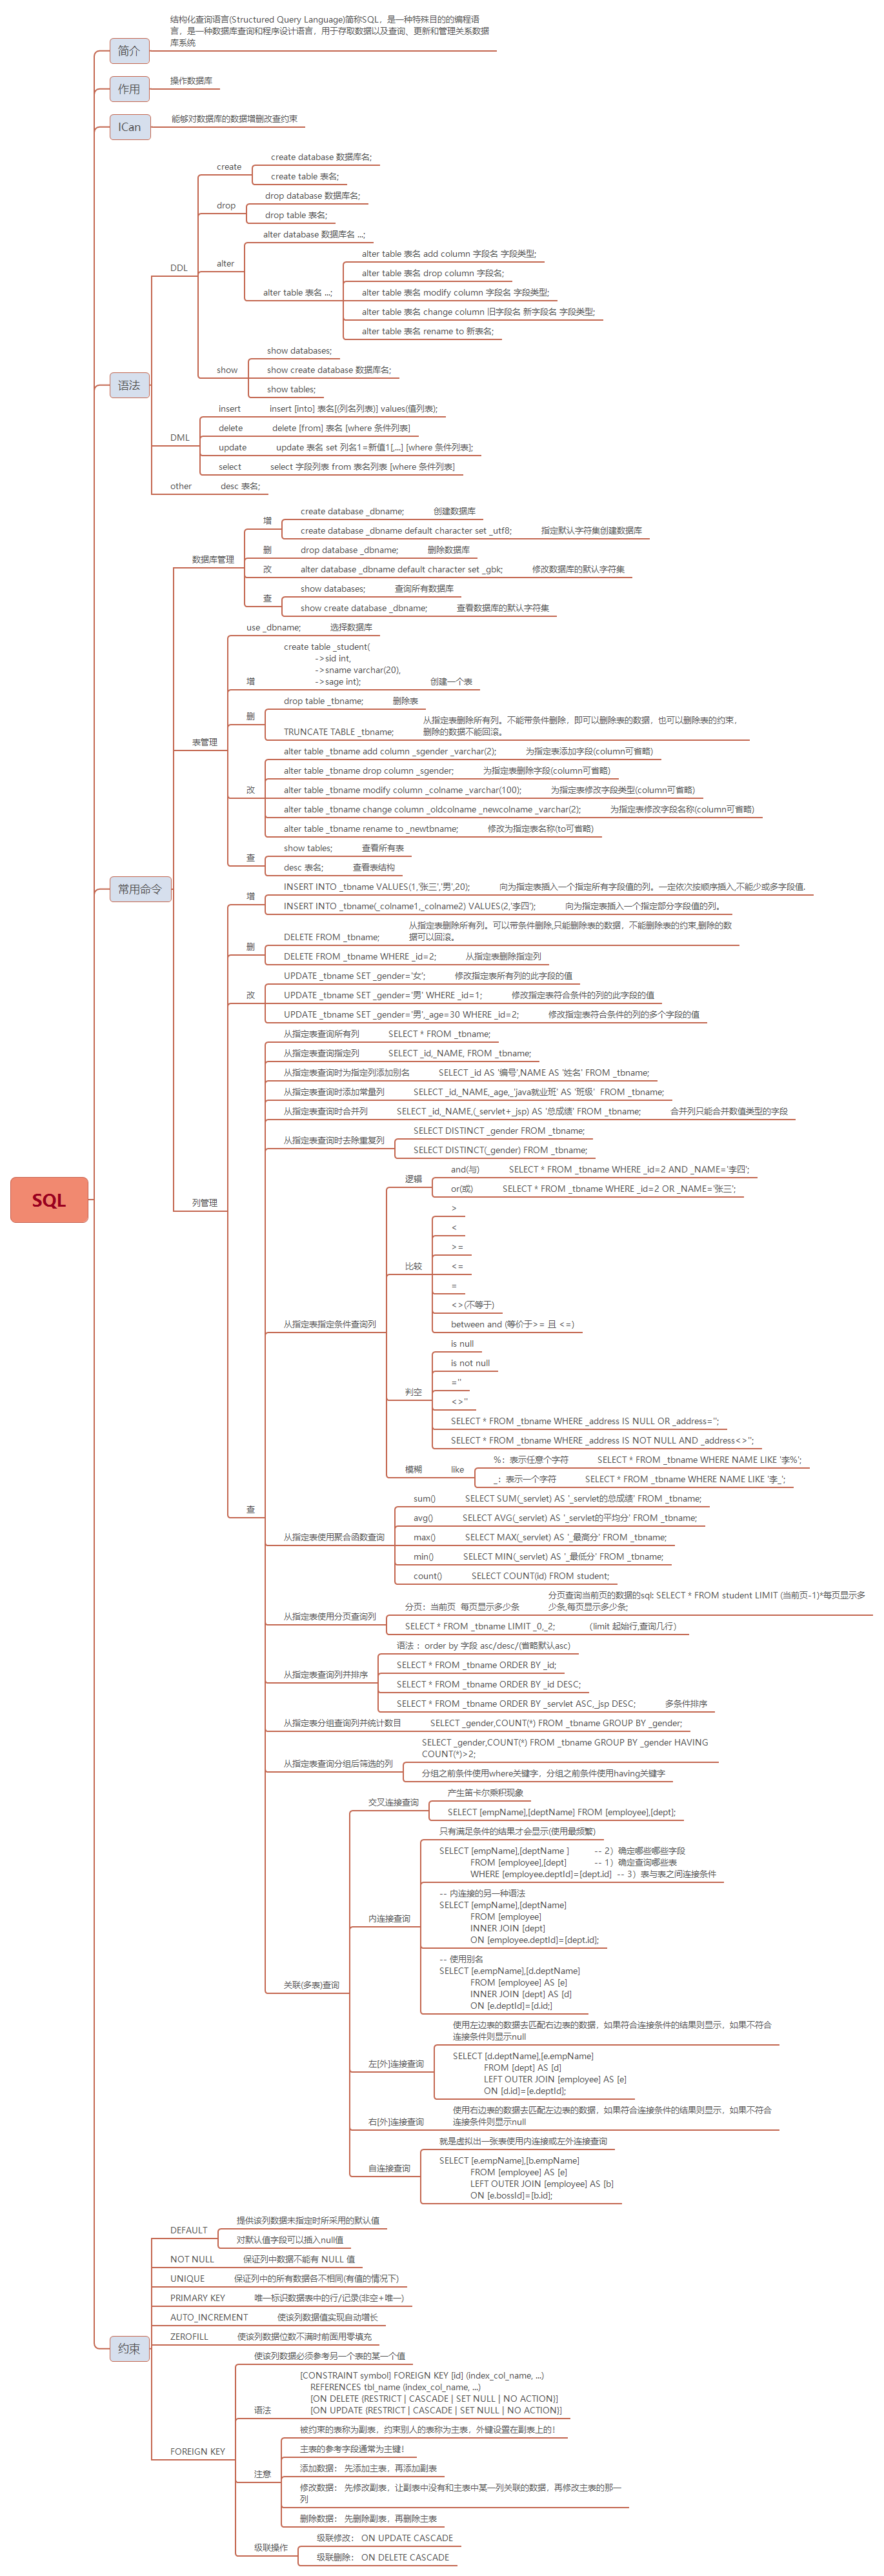 结构化查询语言(Structured Query Language)简称SQL，是一种特殊目的的编程语
言，是一种数据库查询和程序设计语言，用于存取数据以及查询、更新和管理关系数据
库系统
简介
操作数据库
作用
能够对数据库的数据增删改查约束
ICan
create database 数据库名;
create
create table 表名;
drop database 数据库名;
drop
drop table 表名;
alter database 数据库名 ...;
alter
alter table 表名 add column 字段名 字段类型;
DDL
alter table 表名 drop column 字段名;
alter table 表名 ...;
alter table 表名 modify column 字段名 字段类型;
alter table 表名 change column 旧字段名 新字段名 字段类型;
alter table 表名 rename to 新表名;
show databases;
show
show create database 数据库名;
语法
show tables;
insert
insert [into] 表名[(列名列表)] values(值列表);
delete
delete [from] 表名 [where 条件列表]
DML
update
update 表名 set 列名1=新值1[,...] [where 条件列表];
select
select 字段列表 from 表名列表 [where 条件列表]
other
desc 表名;
create database _dbname;
创建数据库
增
create database _dbname default character set _utf8;
指定默认字符集创建数据库
删
drop database _dbname;
删除数据库
数据库管理
改
alter database _dbname default character set _gbk;
修改数据库的默认字符集
show databases;
查询所有数据库
查
show create database _dbname;
查看数据库的默认字符集
use _dbname;
选择数据库
create table _student(
->sid int,
->sname varchar(20),
->sage int);
创建一个表
增
drop table _tbname;
删除表
删
TRUNCATE TABLE _tbname;
从指定表删除所有列。不能带条件删除，即可以删除表的数据，也可以删除表的约束，
删除的数据不能回滚。
表管理
alter table _tbname add column _sgender _varchar(2);
为指定表添加字段(column可省略)
alter table _tbname drop column _sgender;
为指定表删除字段(column可省略)
改
alter table _tbname modify column _colname _varchar(100);
为指定表修改字段类型(column可省略)
alter table _tbname change column _oldcolname _newcolname _varchar(2);
为指定表修改字段名称(column可省略)
alter table _tbname rename to _newtbname;
修改为指定表名称(to可省略)
show tables;
查看所有表
查
desc 表名;
查看表结构
常用命令
INSERT INTO _tbname VALUES(1,'张三','男',20);
向为指定表插入一个指定所有字段值的列。一定依次按顺序插入,不能少或多字段值.
增
INSERT INTO _tbname(_colname1,_colname2) VALUES(2,'李四');
向为指定表插入一个指定部分字段值的列。
DELETE FROM _tbname;
从指定表删除所有列。可以带条件删除,只能删除表的数据，不能删除表的约束,删除的数
据可以回滚。
删
DELETE FROM _tbname WHERE _id=2;
从指定表删除指定列
UPDATE _tbname SET _gender='女';
修改指定表所有列的此字段的值
改
UPDATE _tbname SET _gender='男' WHERE _id=1;
修改指定表符合条件的列的此字段的值
UPDATE _tbname SET _gender='男',_age=30 WHERE _id=2;
修改指定表符合条件的列的多个字段的值
从指定表查询所有列
SELECT * FROM _tbname;
从指定表查询指定列
SELECT _id,_NAME, FROM _tbname;
从指定表查询时为指定列添加别名
SELECT _id AS '编号',NAME AS '姓名' FROM _tbname;
从指定表查询时添加常量列
SELECT _id,_NAME,_age,_'java就业班' AS '班级'  FROM _tbname;
从指定表查询时合并列
SELECT _id,_NAME,(_servlet+_jsp) AS '总成绩' FROM _tbname;
合并列只能合并数值类型的字段
从指定表查询时去除重复列
SELECT DISTINCT _gender FROM _tbname;
SELECT DISTINCT(_gender) FROM _tbname;
SQL
列管理
逻辑
and(与)
SELECT * FROM _tbname WHERE _id=2 AND _NAME='李四';
or(或)
SELECT * FROM _tbname WHERE _id=2 OR _NAME='张三';
>
<
>=
比较
<=
=
<>(不等于)
从指定表指定条件查询列
between and (等价于>= 且 <=)
is null
is not null
=''
判空
<>''
SELECT * FROM _tbname WHERE _address IS NULL OR _address='';
SELECT * FROM _tbname WHERE _address IS NOT NULL AND _address<>'';
模糊
like
%：表示任意个字符
SELECT * FROM _tbname WHERE NAME LIKE '李%';
_：表示一个字符
SELECT * FROM _tbname WHERE NAME LIKE '李_';
查
sum()
SELECT SUM(_servlet) AS '_servlet的总成绩' FROM _tbname;
avg()
SELECT AVG(_servlet) AS '_servlet的平均分' FROM _tbname;
从指定表使用聚合函数查询
max()
SELECT MAX(_servlet) AS '_最高分' FROM _tbname;
min()
SELECT MIN(_servlet) AS '_最低分' FROM _tbname;
count()
SELECT COUNT(id) FROM student;
从指定表使用分页查询列
分页：当前页  每页显示多少条
分页查询当前页的数据的sql: SELECT * FROM student LIMIT (当前页-1)*每页显示多
少条,每页显示多少条;
SELECT * FROM _tbname LIMIT _0,_2;
（limit 起始行,查询几行）
语法 ：order by 字段 asc/desc/(省略默认asc)
从指定表查询列并排序
SELECT * FROM _tbname ORDER BY _id;
SELECT * FROM _tbname ORDER BY _id DESC;
SELECT * FROM _tbname ORDER BY _servlet ASC,_jsp DESC;
多条件排序
从指定表分组查询列并统计数目
SELECT _gender,COUNT(*) FROM _tbname GROUP BY _gender;
从指定表查询分组后筛选的列
SELECT _gender,COUNT(*) FROM _tbname GROUP BY _gender HAVING
COUNT(*)>2;
分组之前条件使用where关键字，分组之前条件使用having关键字
交叉连接查询
产生笛卡尔乘积现象
SELECT [empName],[deptName] FROM [employee],[dept];
只有满足条件的结果才会显示(使用最频繁)
SELECT [empName],[deptName ]  -- 2）确定哪些哪些字段
FROM [employee],[dept]  -- 1）确定查询哪些表
WHERE [employee.deptId]=[dept.id]  -- 3）表与表之间连接条件
内连接查询
-- 内连接的另一种语法
SELECT [empName],[deptName]
FROM [employee]
INNER JOIN [dept]
ON [employee.deptId]=[dept.id];
-- 使用别名
SELECT [e.empName],[d.deptName]
FROM [employee] AS [e]
INNER JOIN [dept] AS [d]
ON [e.deptId]=[d.id;]
关联(多表)查询
使用左边表的数据去匹配右边表的数据，如果符合连接条件的结果则显示，如果不符合
连接条件则显示null
左[外]连接查询
SELECT [d.deptName],[e.empName]
FROM [dept] AS [d]
LEFT OUTER JOIN [employee] AS [e]
ON [d.id]=[e.deptId];
右[外]连接查询
使用右边表的数据去匹配左边表的数据，如果符合连接条件的结果则显示，如果不符合
连接条件则显示null
就是虚拟出一张表使用内连接或左外连接查询
自连接查询
SELECT [e.empName],[b.empName]
FROM [employee] AS [e]
LEFT OUTER JOIN [employee] AS [b]
ON [e.bossId]=[b.id];
DEFAULT
提供该列数据未指定时所采用的默认值
对默认值字段可以插入null值
NOT NULL
保证列中数据不能有 NULL 值
UNIQUE
保证列中的所有数据各不相同(有值的情况下)
PRIMARY KEY
唯一标识数据表中的行/记录(非空+唯一)
AUTO_INCREMENT
使该列数据值实现自动增长
ZEROFILL
使该列数据位数不满时前面用零填充
约束
使该列数据必须参考另一个表的某一个值
语法
[CONSTRAINT symbol] FOREIGN KEY [id] (index_col_name, ...)
REFERENCES tbl_name (index_col_name, ...)
[ON DELETE {RESTRICT | CASCADE | SET NULL | NO ACTION}]
[ON UPDATE {RESTRICT | CASCADE | SET NULL | NO ACTION}]
FOREIGN KEY
被约束的表称为副表，约束别人的表称为主表，外键设置在副表上的！
主表的参考字段通常为主键！
注意
添加数据： 先添加主表，再添加副表
修改数据： 先修改副表，让副表中没有和主表中某一列关联的数据，再修改主表的那一
列
删除数据： 先删除副表，再删除主表
级联操作
级联修改： ON UPDATE CASCADE
级联删除： ON DELETE CASCADE